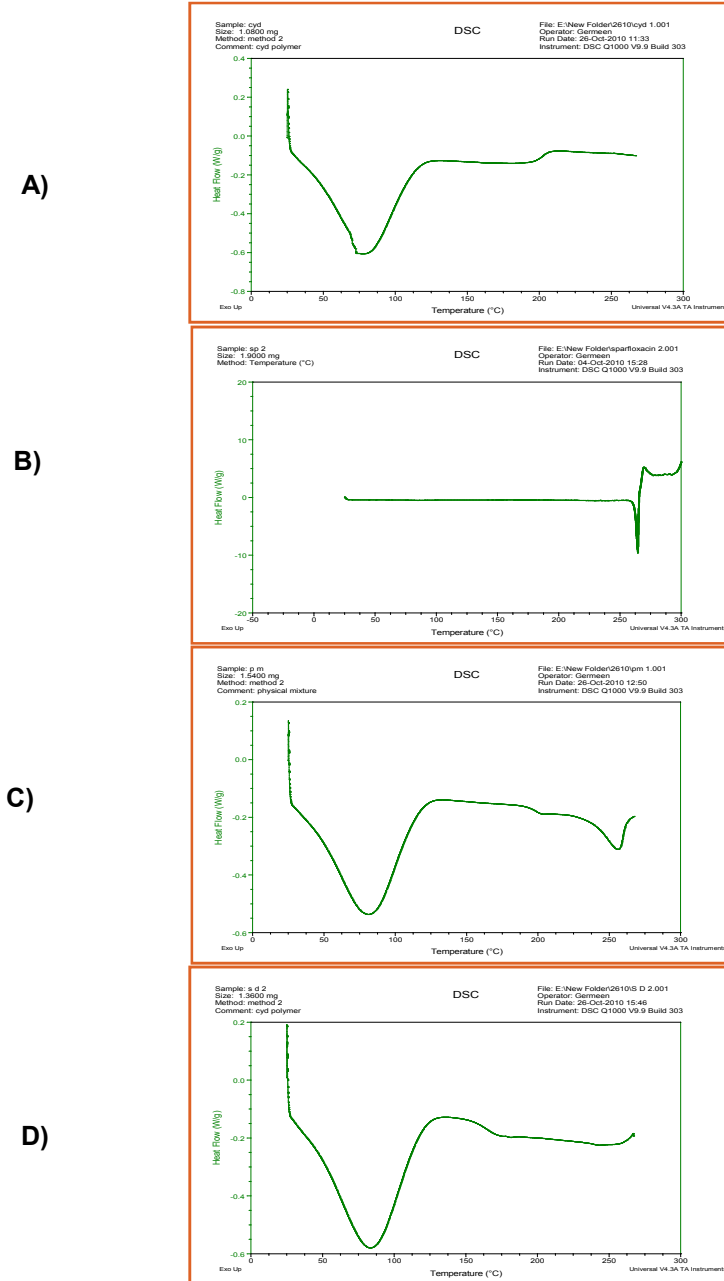 A)
Sample: cyd
Size: 1.0800 mg
Method: method 2
Comment: cyd polymer
DSC
File: E:\New Folder\2610\cyd 1.001
Operator: Germeen
Run Date: 26-Oct-2010 11:33
Instrument: DSC Q1000 V9.9 Build 303
0.4
0.2
0.0
-0.2
-0.4
-0.6
-0.8
Heat Flow (W/g)
0 50 100 150 200 250 300
Exo Up
Temperature (°C)
Universal V4.3A TA Instrument
B)
Sample: sp 2
Size: 1.9000 mg
Method: Temperature (°C)
DSC
File: E:\New Folder\sparfloxacin 2.001
Operator: Germeen
Run Date: 04-Oct-2010 15:28
Instrument: DSC Q1000 V9.9 Build 303
20
10
0
-10
-20
Heat Flow (W/g)
-50 0 50 100 150 200 250 300
Exo Up
Temperature (°C)
Universal V4.3A TA Instrument
C)
Sample: p m
Size: 1.5400 mg
Method: method 2
Comment: physical mixture
DSC
File: E:\New Folder\2610\pm 1.001
Operator: Germeen
Run Date: 26-Oct-2010 12:50
Instrument: DSC Q1000 V9.9 Build 303
0.2
0.0
-0.2
-0.4
-0.6
Heat Flow (W/g)
0 50 100 150 200 250 300
Exo Up
Temperature (°C)
Universal V4.3A TA Instrument
D)
Sample: s d 2
Size: 1.3600 mg
Method: method 2
Comment: cyd polymer
DSC
File: E:\New Folder\2610\S D 2.001
Operator: Germeen
Run Date: 26-Oct-2010 15:46
Instrument: DSC Q1000 V9.9 Build 303
0.2
0.0
-0.2
-0.4
-0.6
Heat Flow (W/g)
0 50 100 150 200 250 300
Exo Up
Temperature (°C)
Universal V4.3A TA Instrument